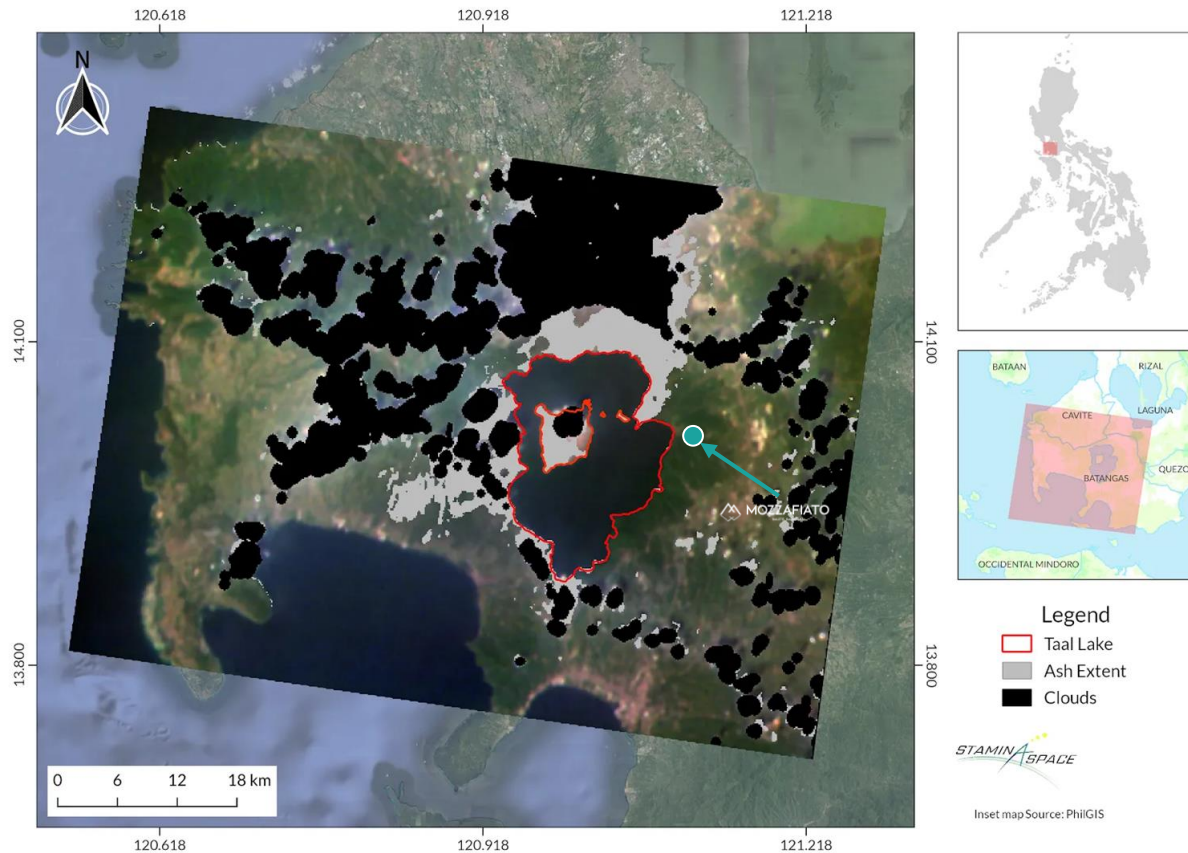 120.618
120.918
121.218
N
14.100
14.100
MOZZAFIATO
13.800
13.800
0 6 12 18 km
120.618
120.918
121.218
BATAAN
RIZAL
CAVITE
LAGUNA
QUEZO
BATANGAS
OCCIDENTAL MINDORO
Legend
Taal Lake
Ash Extent
Clouds
STAMINA SPACE
Inset map Source: PhilGIS